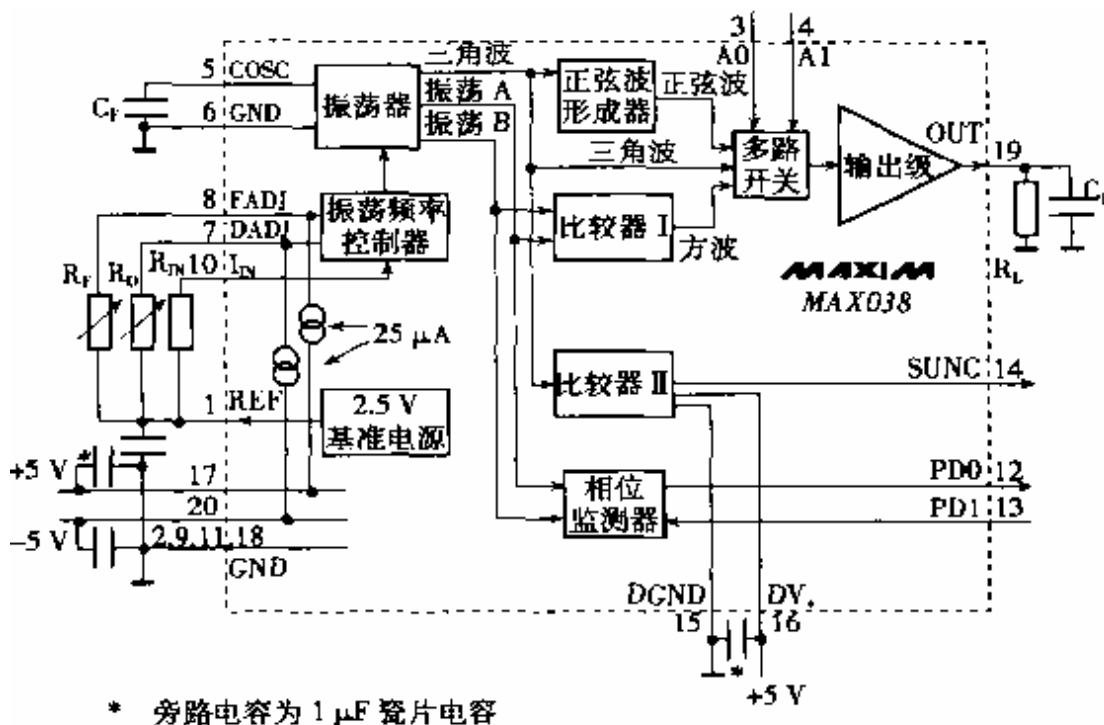 3 4
A0 A1
5 COSC
C_F
6 GND
振荡器
三角波
振荡 A
振荡 B
正弦波
形成器
正弦波
三角波
多路
开关
输出级
OUT
19
R_L
8 FADJ
7 DADJ
10 I_IN
R_F
R_D
R_IN
振荡频率
控制器
比较器 I
方波
MAXIM
MAX038
25 μA
1 REF
2.5 V
基准电源
比较器 II
SUNC 14
+5 V
*
17
20
-5 V
2,9,11,18
GND
相位
监测器
PD0 12
PD1 13
DGND
15
DV+
16
*
+5 V
* 旁路电容为 1 μF 瓷片电容